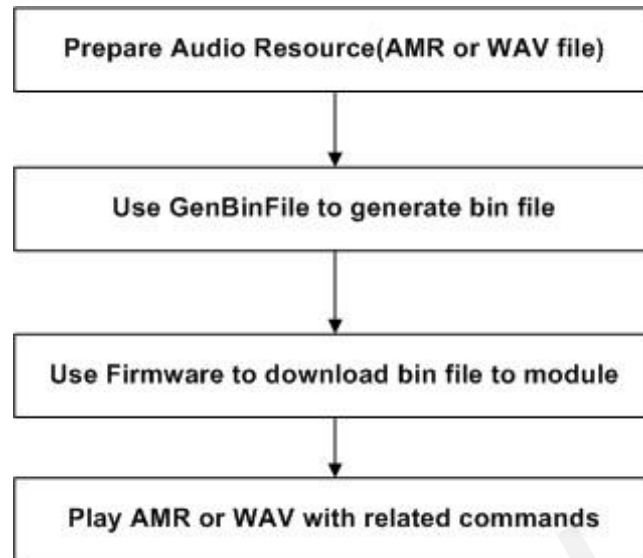 Prepare Audio Resource(AMR or WAV file)
Use GenBinFile to generate bin file
Use Firmware to download bin file to module
Play AMR or WAV with related commands